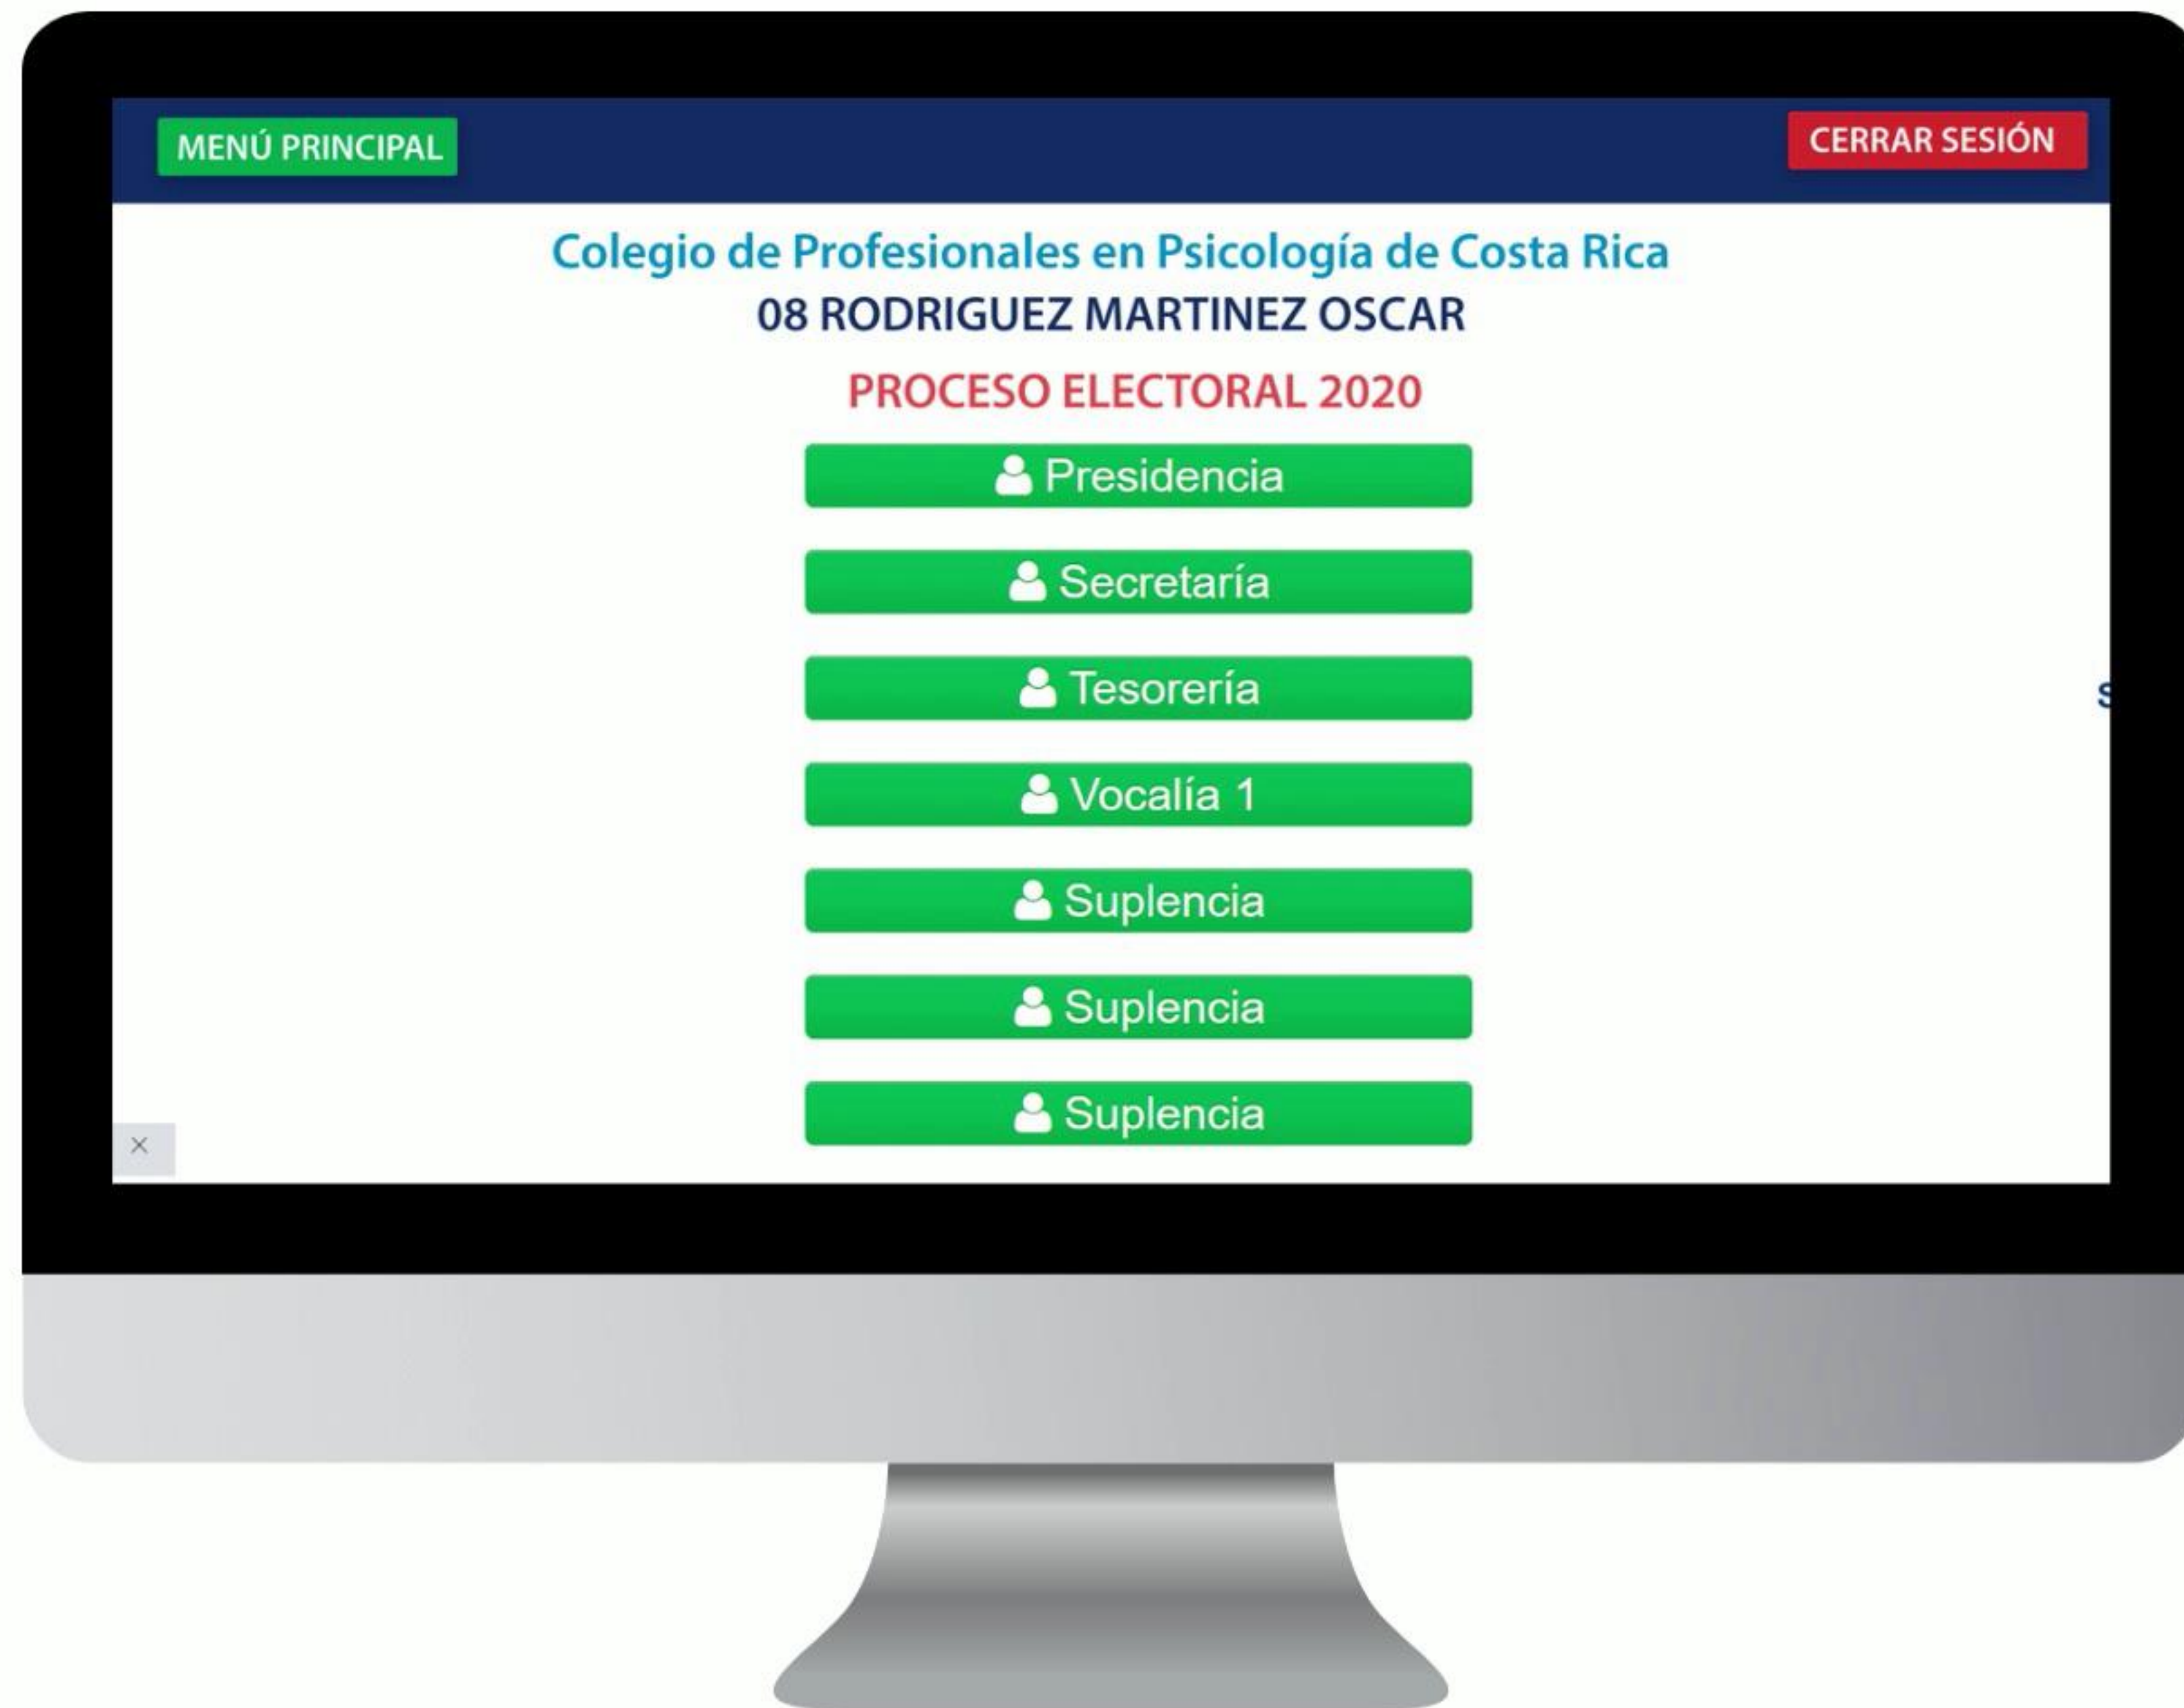 MENÚ PRINCIPAL
CERRAR SESIÓN
Colegio de Profesionales en Psicología de Costa Rica
08 RODRIGUEZ MARTINEZ OSCAR
PROCESO ELECTORAL 2020
Presidencia
Secretaría
Tesorería
Vocalía 1
Suplencia
Suplencia
Suplencia